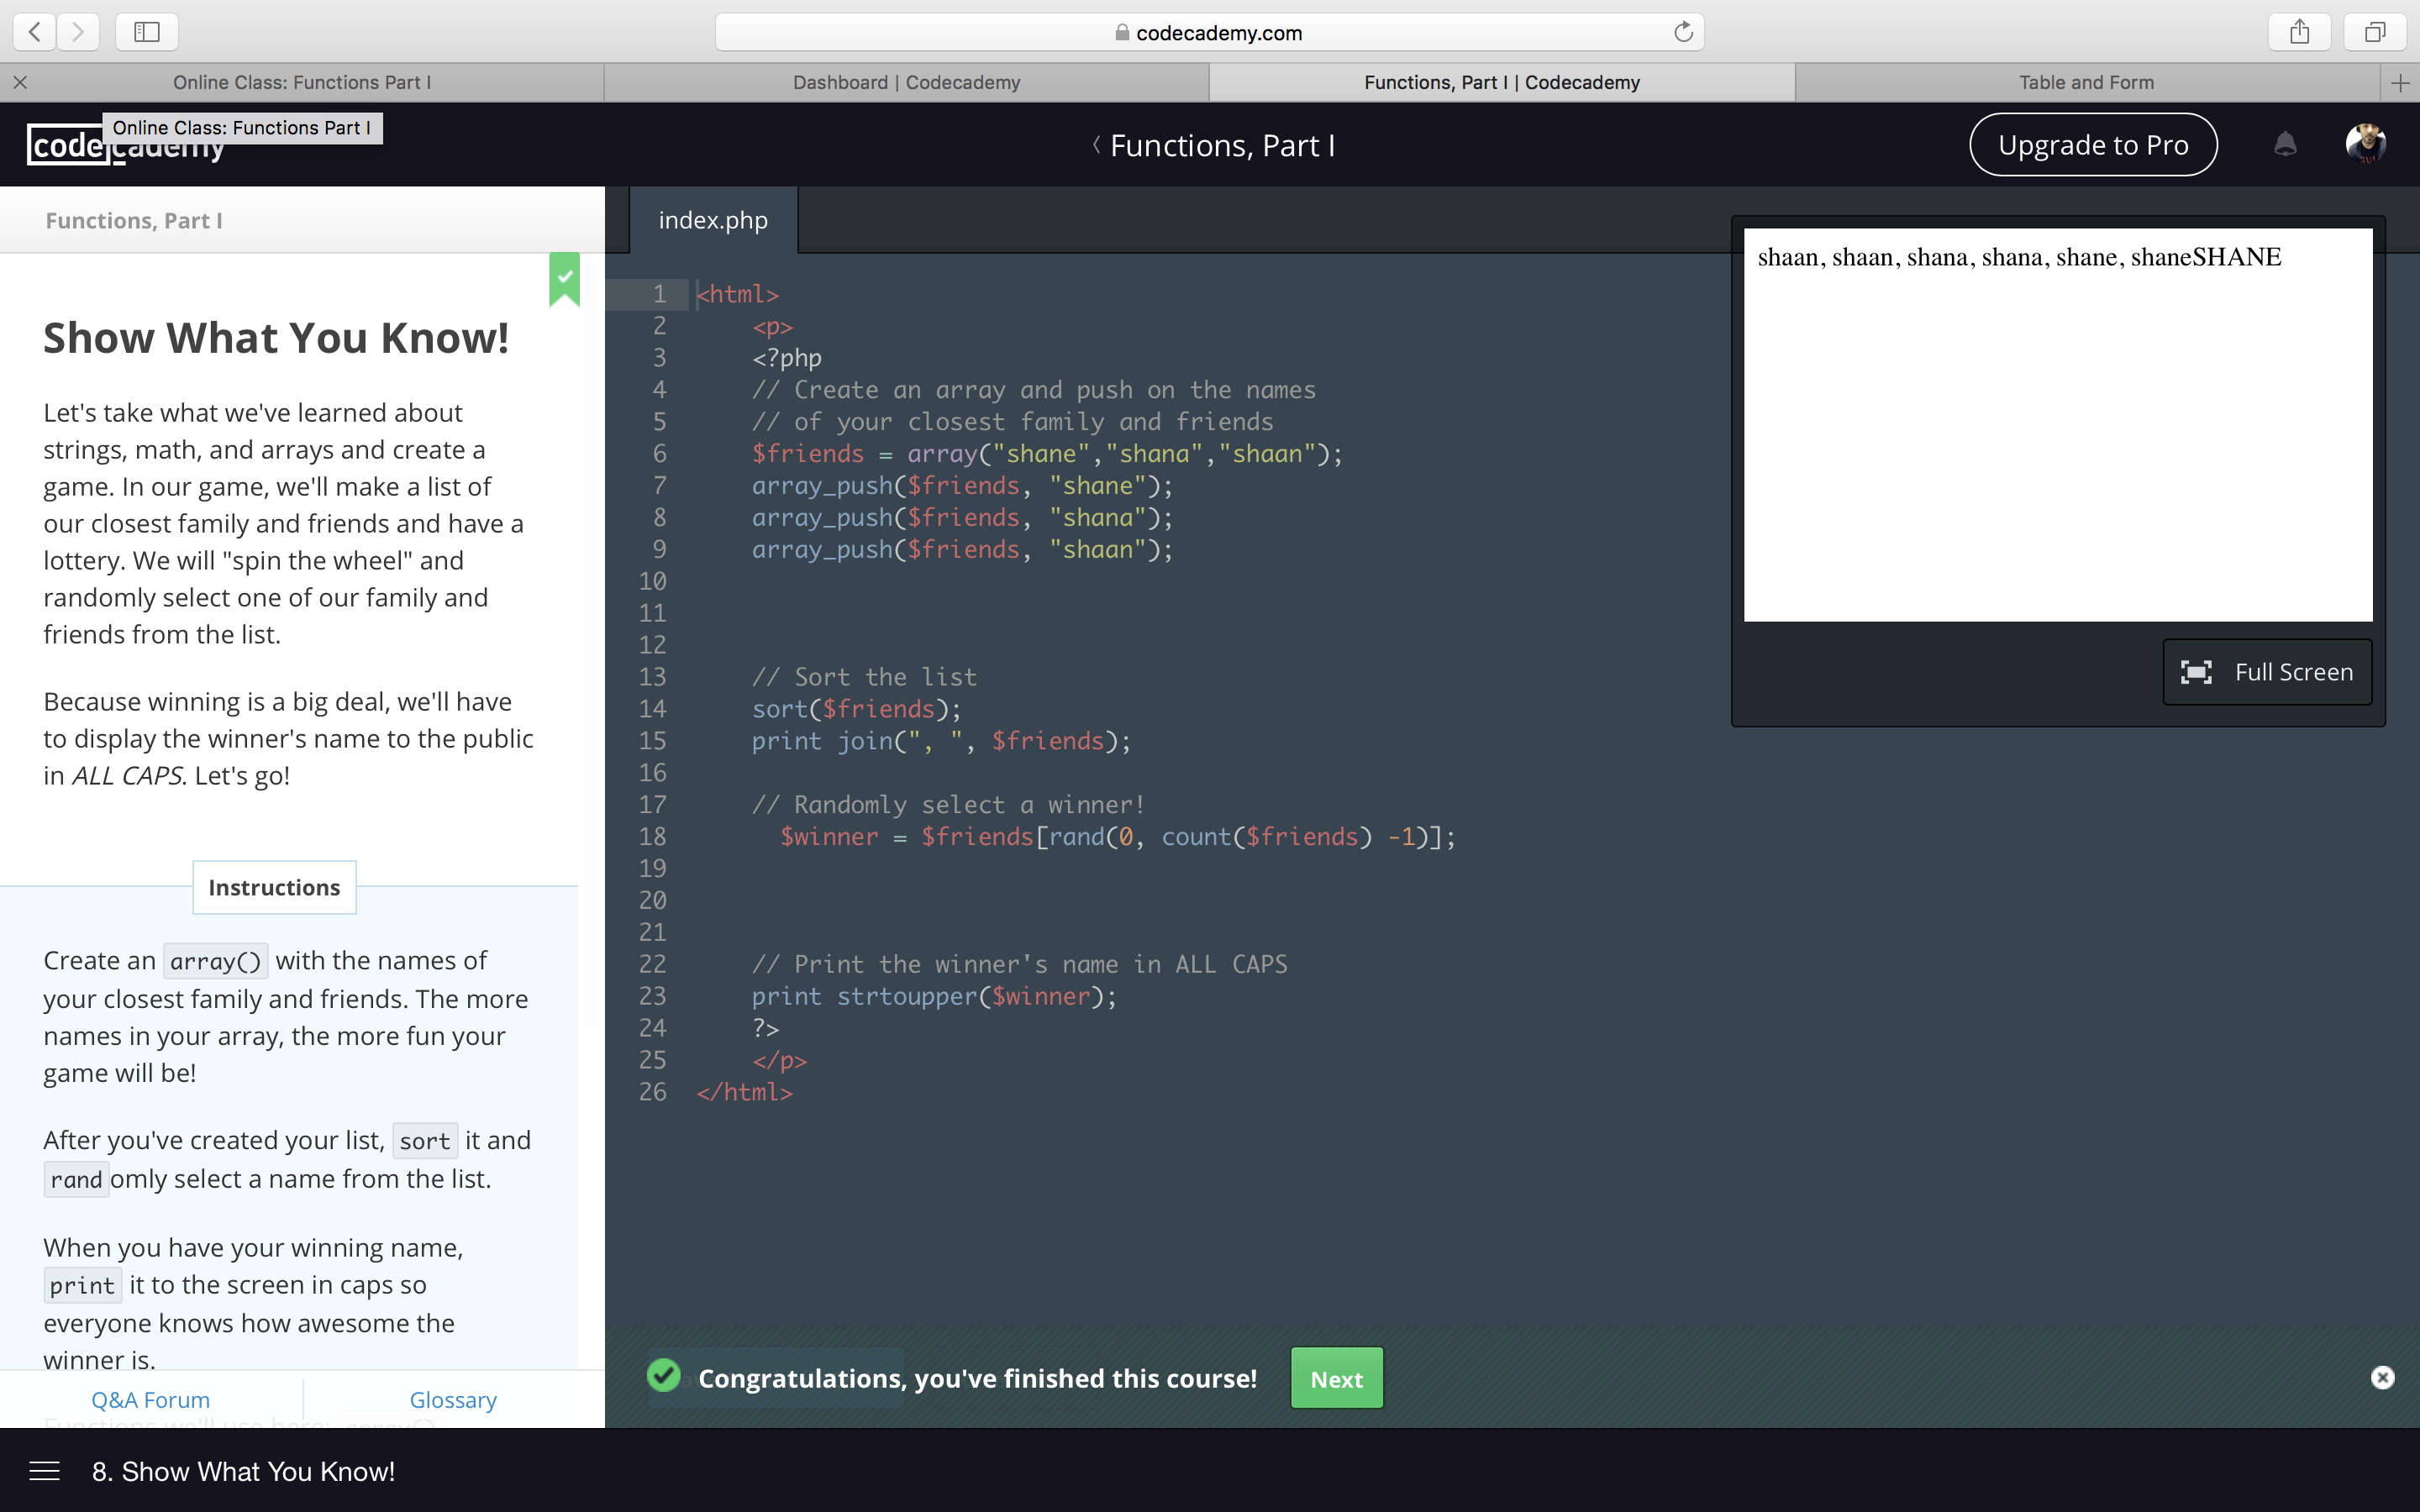 codecademy.com
Online Class: Functions Part I
Dashboard | Codecademy
Functions, Part I | Codecademy
Table and Form
Online Class: Functions Part I
codecademy
Functions, Part I
Upgrade to Pro
Functions, Part I
Show What You Know!
Let's take what we've learned about
strings, math, and arrays and create a
game. In our game, we'll make a list of
our closest family and friends and have a
lottery. We will "spin the wheel" and
randomly select one of our family and
friends from the list.
Because winning is a big deal, we'll have
to display the winner's name to the public
in ALL CAPS. Let's go!
Instructions
Create an array() with the names of
your closest family and friends. The more
names in your array, the more fun your
game will be!
After you've created your list, sort it and
randomly select a name from the list.
When you have your winning name,
print it to the screen in caps so
everyone knows how awesome the
winner is.
Functions we'll use here: array()
Q&A Forum
Glossary
index.php
1 <html>
2 <p>
3 <?php
4 // Create an array and push on the names
5 // of your closest family and friends
6 $friends = array("shane","shana","shaan");
7 array_push($friends, "shane");
8 array_push($friends, "shana");
9 array_push($friends, "shaan");
10
11
12
13 // Sort the list
14 sort($friends);
15 print join(", ", $friends);
16
17 // Randomly select a winner!
18 $winner = $friends[rand(0, count($friends) -1)];
19
20
21
22 // Print the winner's name in ALL CAPS
23 print strtoupper($winner);
24 ?>
25 </p>
26 </html>
shaan, shaan, shana, shana, shane, shaneSHANE
Full Screen
Congratulations, you've finished this course!
Next
8. Show What You Know!